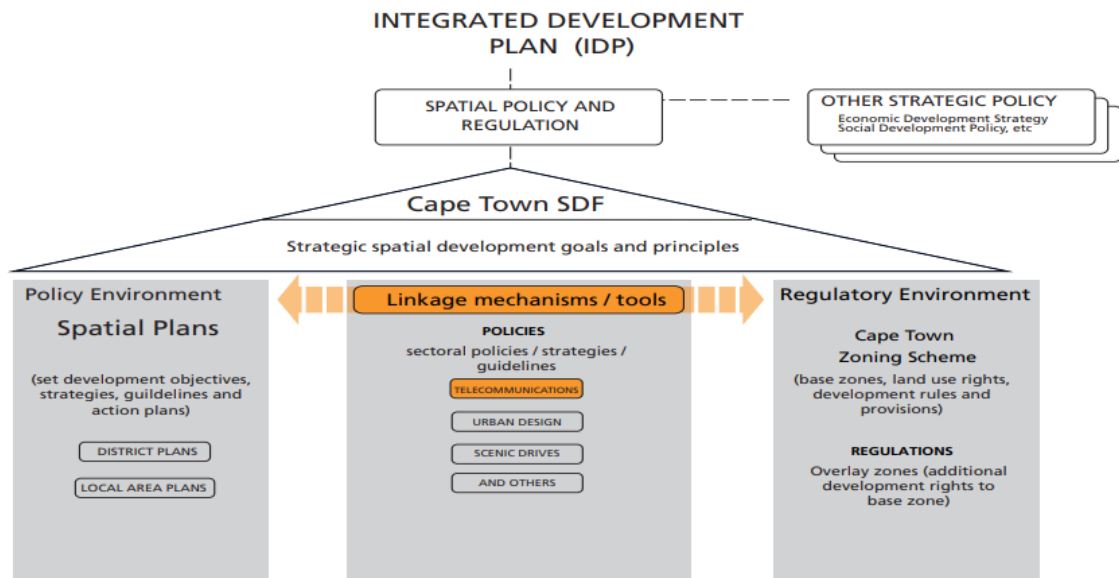 INTEGRATED DEVELOPMENT
PLAN (IDP)
SPATIAL POLICY AND
REGULATION
OTHER STRATEGIC POLICY
Economic Development Strategy
Social Development Policy, etc
Cape Town SDF
Strategic spatial development goals and principles
Policy Environment
Spatial Plans
(set development objectives,
strategies, guildelines and
action plans)
DISTRICT PLANS
LOCAL AREA PLANS
Linkage mechanisms / tools
POLICIES
sectoral policies / strategies /
guidelines
TELECOMMUNICATIONS
URBAN DESIGN
SCENIC DRIVES
AND OTHERS
Regulatory Environment
Cape Town
Zoning Scheme
(base zones, land use rights,
development rules and
provisions)
REGULATIONS
Overlay zones (additional
development rights to
base zone)